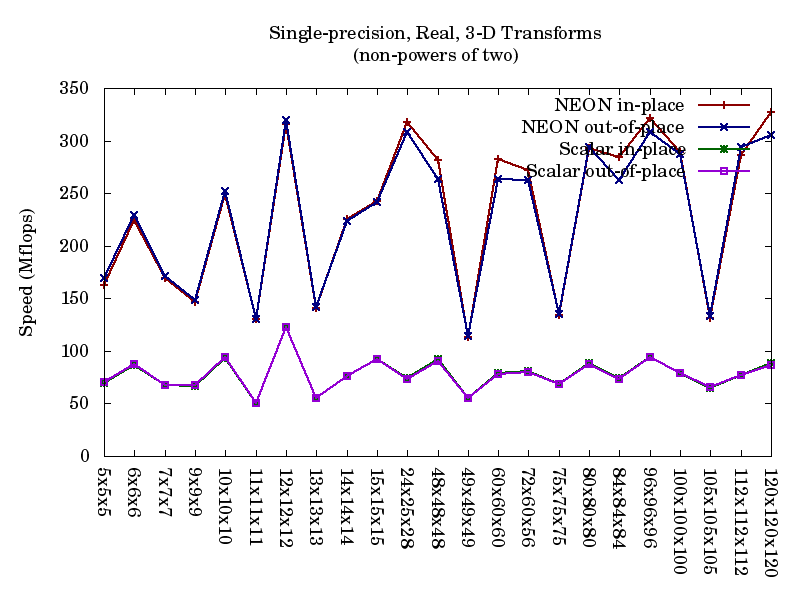 Single-precision, Real, 3-D Transforms
(non-powers of two)
350
300
250
200
150
100
50
0
Speed (Mflops)
NEON in-place
NEON out-of-place
Scalar in-place
Scalar out-of-place
5x5x5
6x6x6
7x7x7
9x9x9
10x10x10
11x11x11
12x12x12
13x13x13
14x14x14
15x15x15
24x25x28
48x48x48
49x49x49
60x60x60
72x60x56
75x75x75
80x80x80
84x84x84
96x96x96
100x100x100
105x105x105
112x112x112
120x120x120